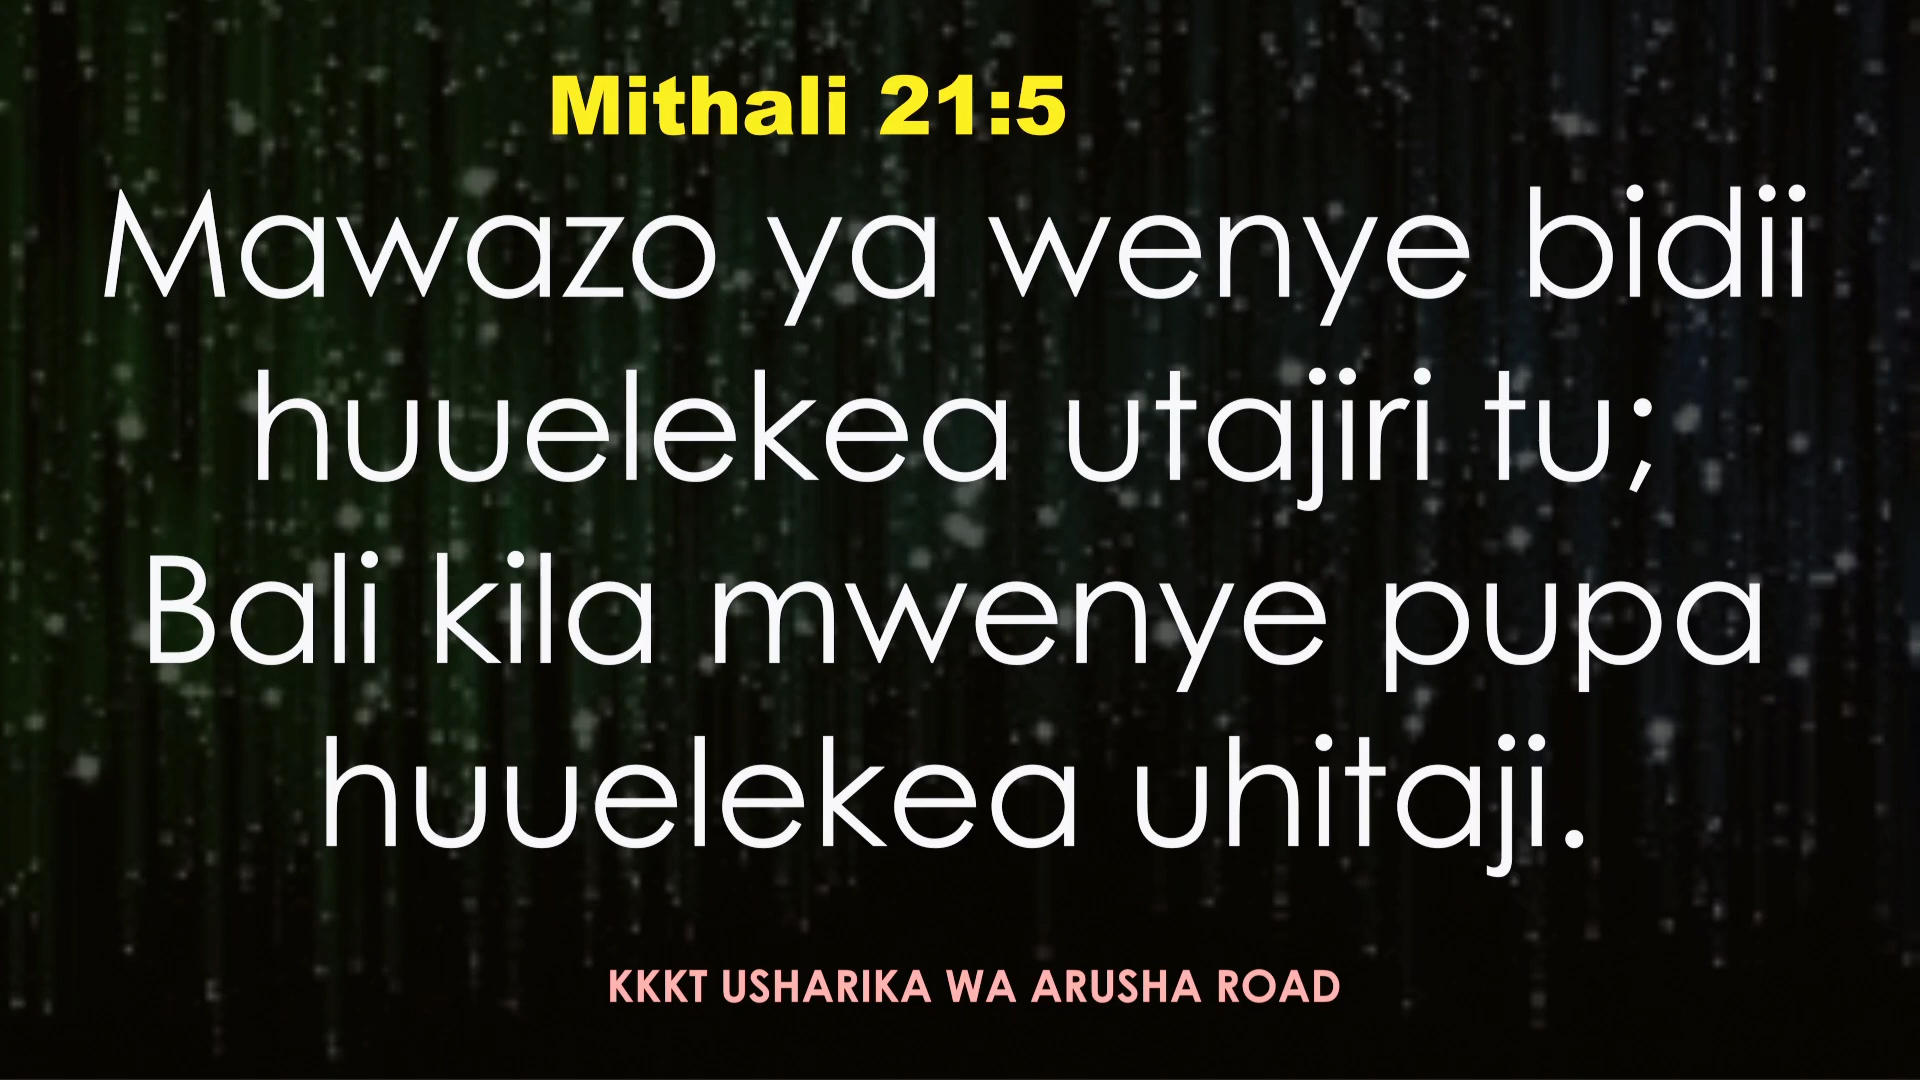 Mithali 21:5
Mawazo ya wenye bidii
huuelekea utajiri tu;
Bali kila mwenye pupa
huuelekea uhitaji.
KKKT USHARIKA WA ARUSHA ROAD